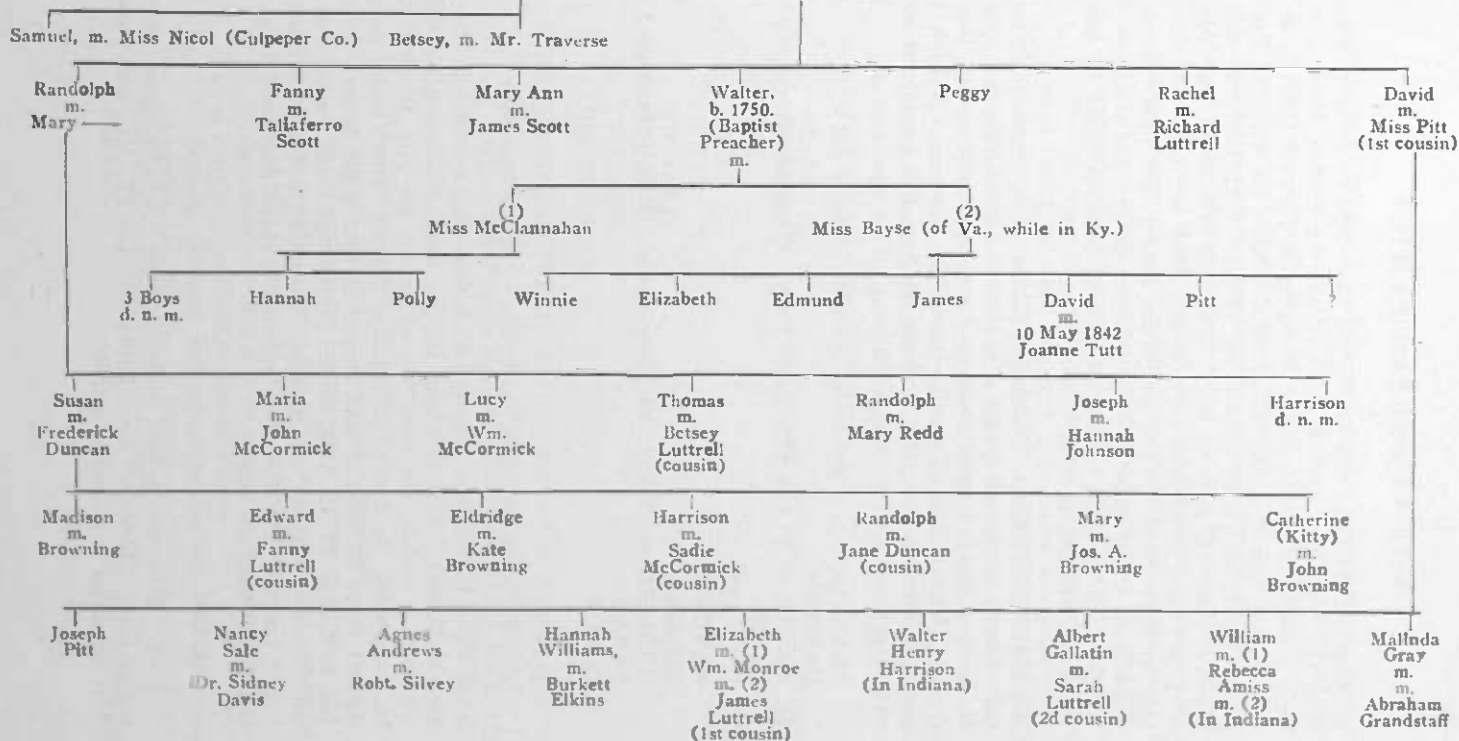 Samuel, m. Miss Nicol (Culpeper Co.) Betsey, m. Mr. Traverse
Randolph
m.
Mary
Fanny
m.
Taliaferro
Scott
Mary Ann
m.
James Scott
Walter,
b. 1750.
(Baptist
Preacher)
m.
Peggy
Rachel
m.
Richard
Luttrell
David
m.
Miss Pitt
(1st cousin)
(1)
Miss McClannahan
(2)
Miss Bayse (of Va., while in Ky.)
3 Boys
d. n. m.
Hannah
Polly
Winnie
Elizabeth
Edmund
James
David
m.
10 May 1842
Joanne Tutt
Pitt
?
Susan
m.
Frederick
Duncan
Maria
m.
John
McCormick
Lucy
m.
Wm.
McCormick
Thomas
m.
Betsey
Luttrell
(cousin)
Randolph
m.
Mary Redd
Joseph
m.
Hannah
Johnson
Harrison
d. n. m.
Madison
m.
Browning
Edward
m.
Fanny
Luttrell
(cousin)
Eldridge
m.
Kate
Browning
Harrison
m.
Sadie
McCormick
(cousin)
Randolph
m.
Jane Duncan
(cousin)
Mary
m.
Jos. A.
Browning
Catherine
(Kitty)
m.
John
Browning
Joseph
Pitt
Nancy
Sale
m.
Dr. Sidney
Davis
Agnes
Andrews
m.
Robt. Silvey
Hannah
Williams,
m.
Burkett
Elkins
Elizabeth
m. (1)
Wm. Monroe
m. (2)
James
Luttrell
(1st cousin)
Walter
Henry
Harrison
(In Indiana)
Albert
Gallatin
m.
Sarah
Luttrell
(2d cousin)
William
m. (1)
Rebecca
Amiss
m. (2)
(In Indiana)
Malinda
Gray
m.
m.
Abraham
Grandstaff